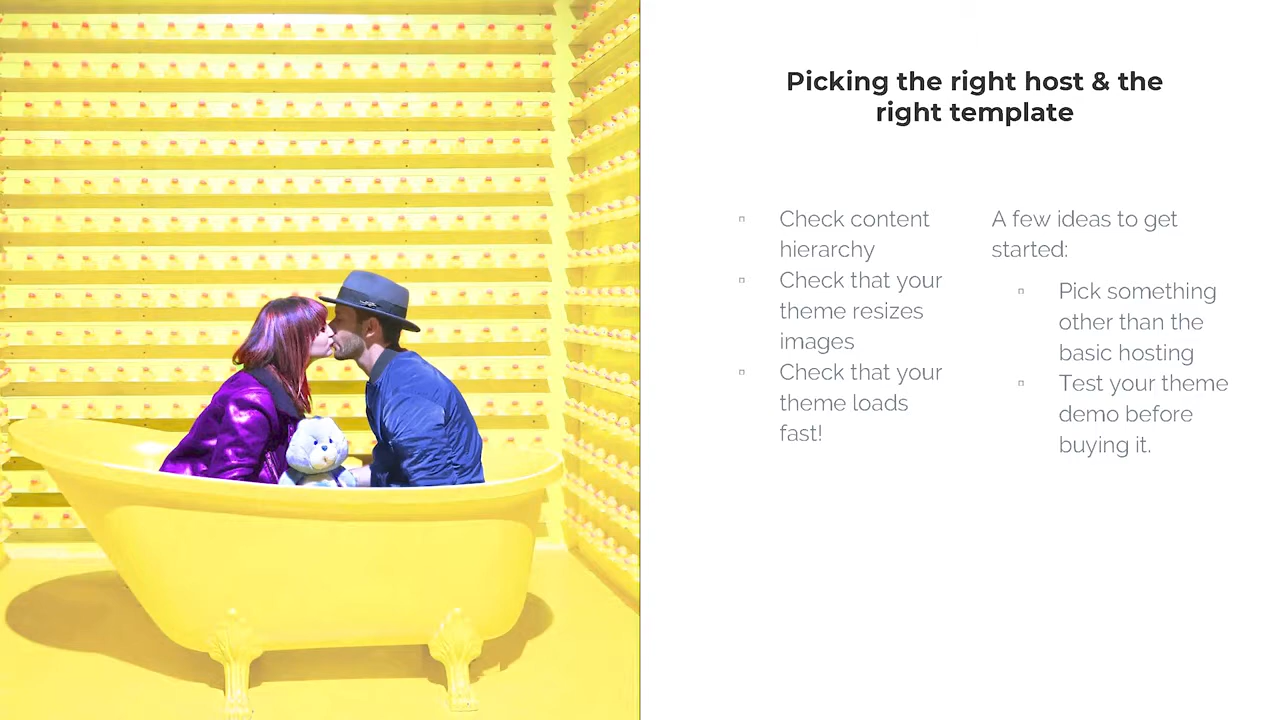 Picking the right host & the
right template
Check content
hierarchy
Check that your
theme resizes
images
Check that your
theme loads
fast!
A few ideas to get
started:
Pick something
other than the
basic hosting
Test your theme
demo before
buying it.